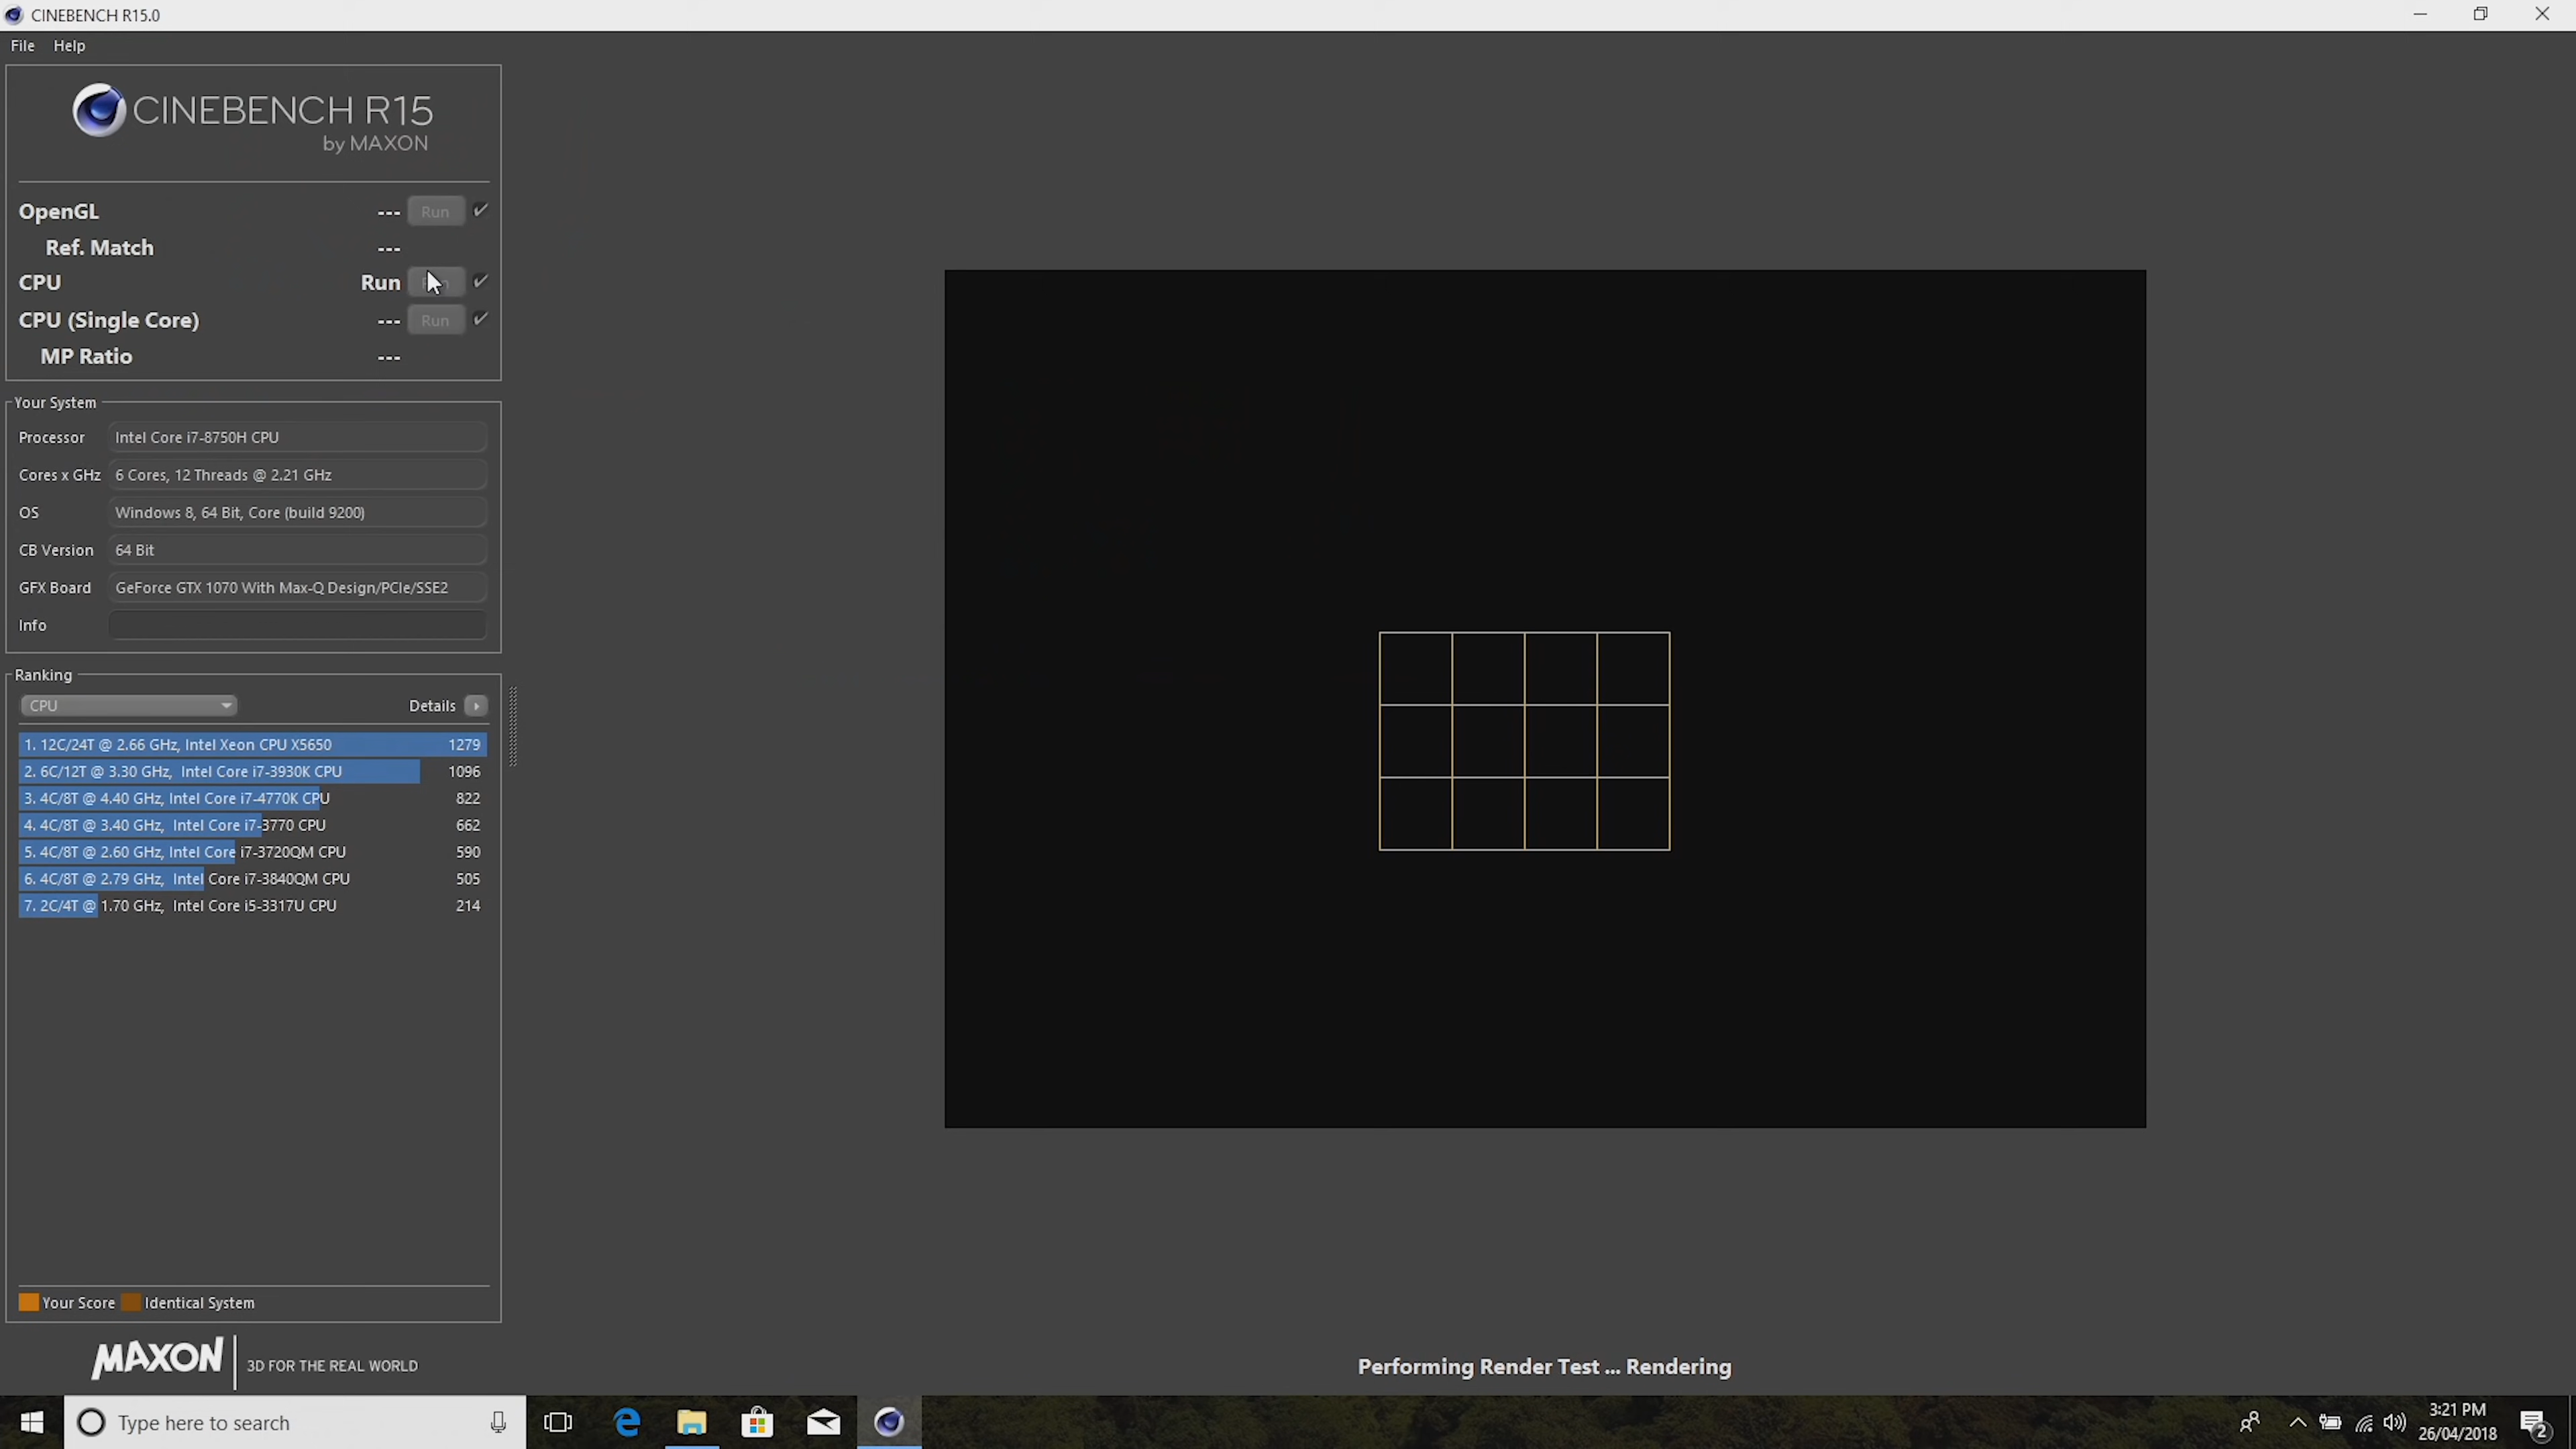 CINEBENCH R15.0
File Help
CINEBENCH R15
by MAXON
OpenGL --- Run
Ref. Match ---
CPU Run
CPU (Single Core) --- Run
MP Ratio ---
Your System
Processor Intel Core i7-8750H CPU
Cores x GHz 6 Cores, 12 Threads @ 2.21 GHz
OS Windows 8, 64 Bit, Core (build 9200)
CB Version 64 Bit
GFX Board GeForce GTX 1070 With Max-Q Design/PCIe/SSE2
Info
Ranking
CPU Details
1. 12C/24T @ 2.66 GHz, Intel Xeon CPU X5650 1279
2. 6C/12T @ 3.30 GHz, Intel Core i7-3930K CPU 1096
3. 4C/8T @ 4.40 GHz, Intel Core i7-4770K CPU 822
4. 4C/8T @ 3.40 GHz, Intel Core i7-3770 CPU 662
5. 4C/8T @ 2.60 GHz, Intel Core i7-3720QM CPU 590
6. 4C/8T @ 2.79 GHz, Intel Core i7-3840QM CPU 505
7. 2C/4T @ 1.70 GHz, Intel Core i5-3317U CPU 214
Your Score Identical System
MAXON 3D FOR THE REAL WORLD
Performing Render Test ... Rendering
Type here to search
3:21 PM
26/04/2018
2